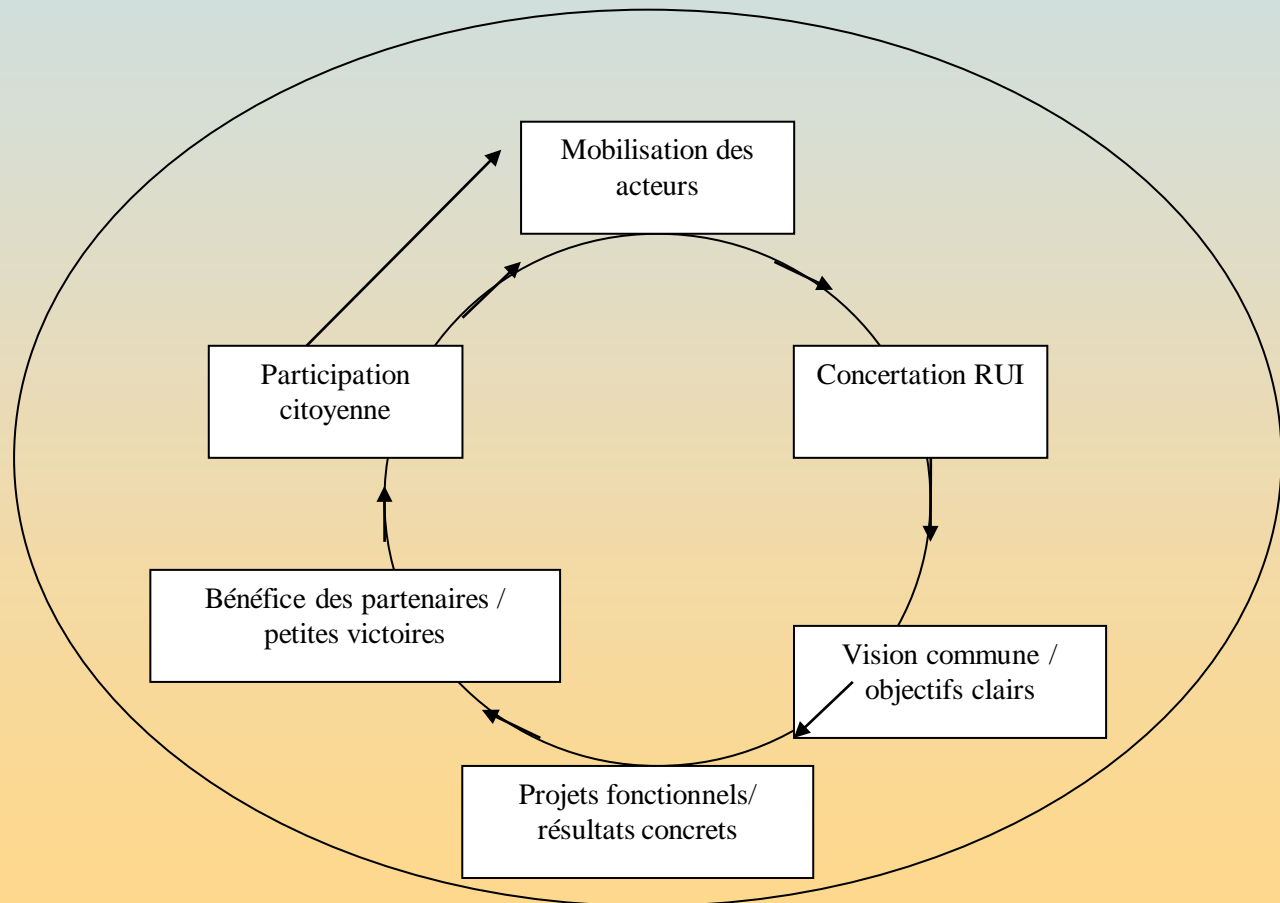 Mobilisation des
acteurs
Participation
citoyenne
Concertation RUI
Bénéfice des partenaires /
petites victoires
Vision commune /
objectifs clairs
Projets fonctionnels/
résultats concrets